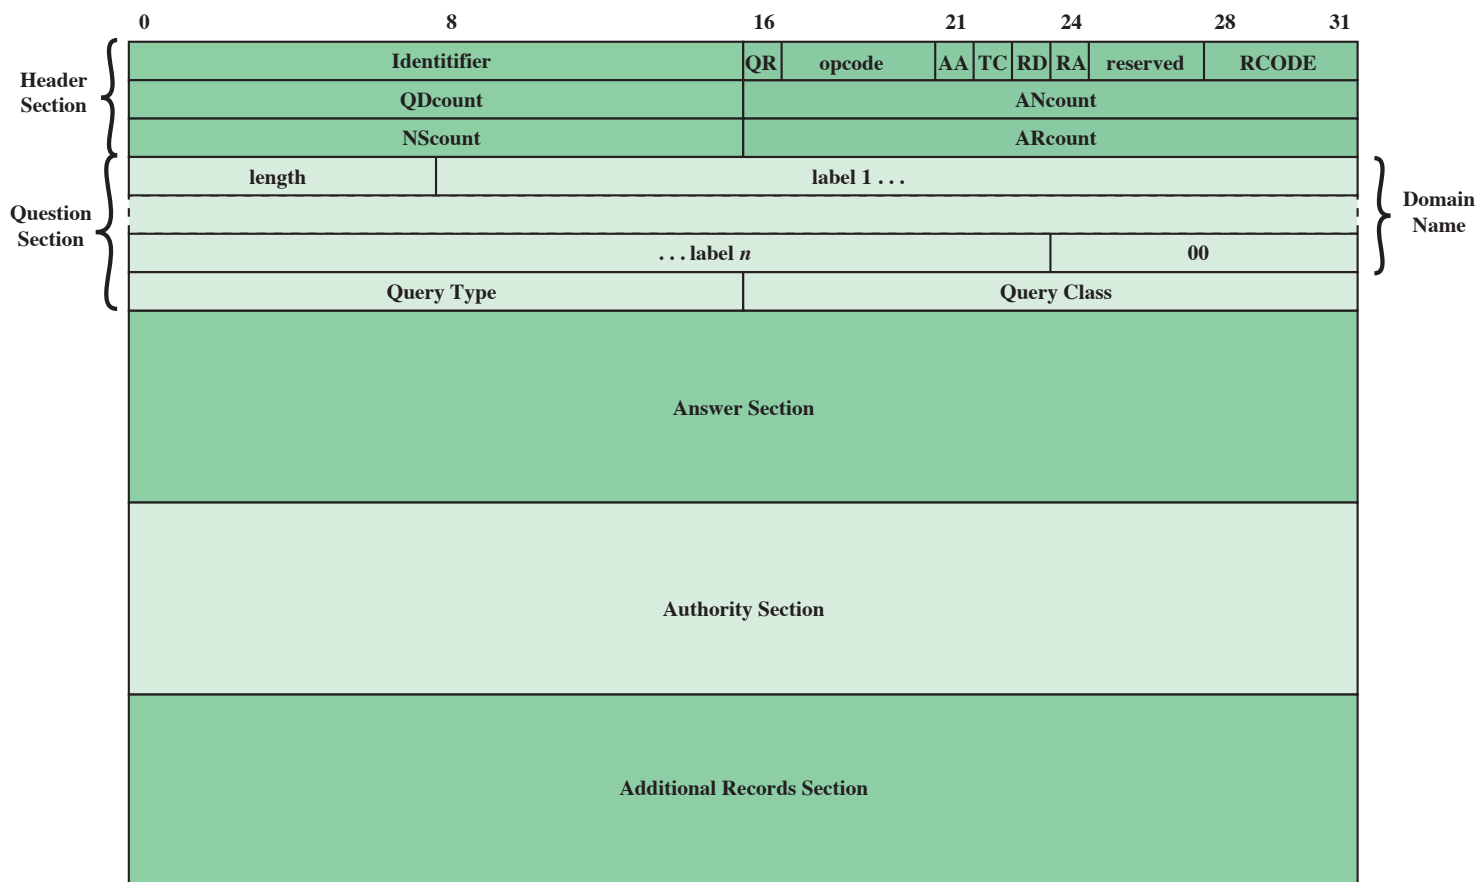 0 8 16 21 24 28 31
Header
Section
Identitifier QR opcode AA TC RD RA reserved RCODE
QDcount ANcount
NScount ARcount
Question
Section
length label 1 . . .
. . . label n 00
Query Type Query Class
Domain
Name
Answer Section
Authority Section
Additional Records Section